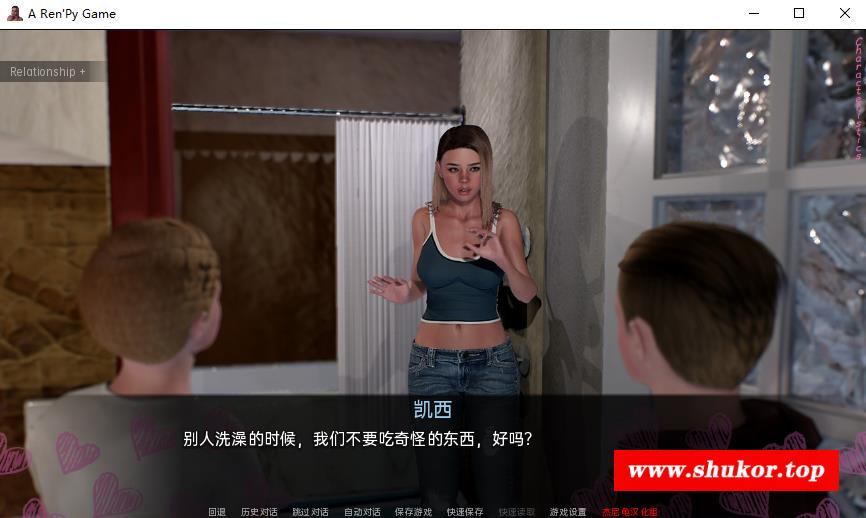 A Ren'Py Game
Relationship +
Characteristics
凯西
别人洗澡的时候，我们不要吃奇怪的东西，好吗？
www.shukor.top
回退 历史对话 跳过对话 自动对话 保存游戏 快速保存 快速读取 游戏设置 杰尼龟汉化组